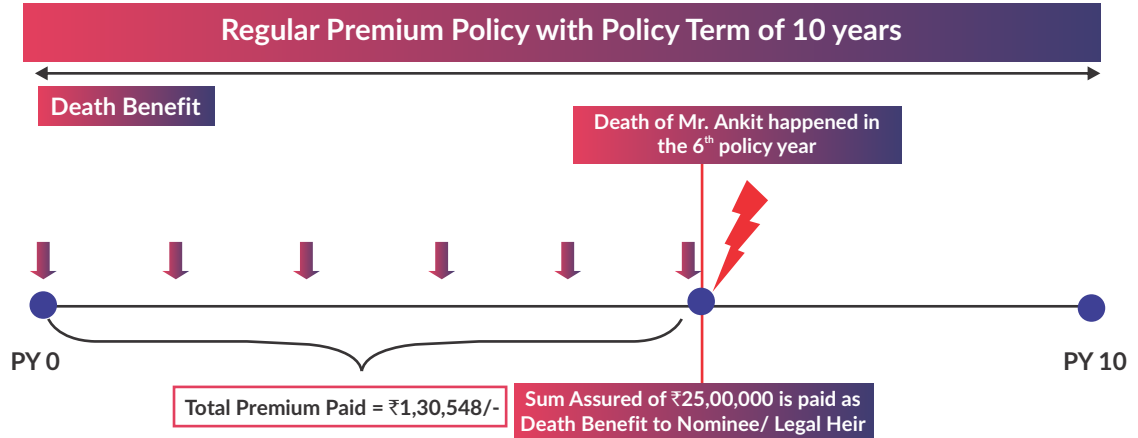 Regular Premium Policy with Policy Term of 10 years
Death Benefit
Death of Mr. Ankit happened in
the 6th policy year
PY 0
PY 10
Total Premium Paid = ₹1,30,548/-
Sum Assured of ₹25,00,000 is paid as
Death Benefit to Nominee/ Legal Heir